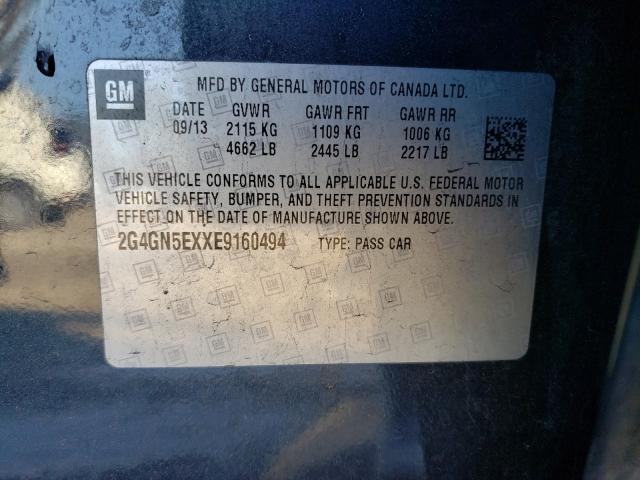 GM
MFD BY GENERAL MOTORS OF CANADA LTD.
DATE GVWR GAWR FRT GAWR RR
09/13 2115 KG 1109 KG 1006 KG
4662 LB 2445 LB 2217 LB
THIS VEHICLE CONFORMS TO ALL APPLICABLE U.S. FEDERAL MOTOR
VEHICLE SAFETY, BUMPER, AND THEFT PREVENTION STANDARDS IN
EFFECT ON THE DATE OF MANUFACTURE SHOWN ABOVE.
2G4GN5EXXE9160494 TYPE: PASS CAR